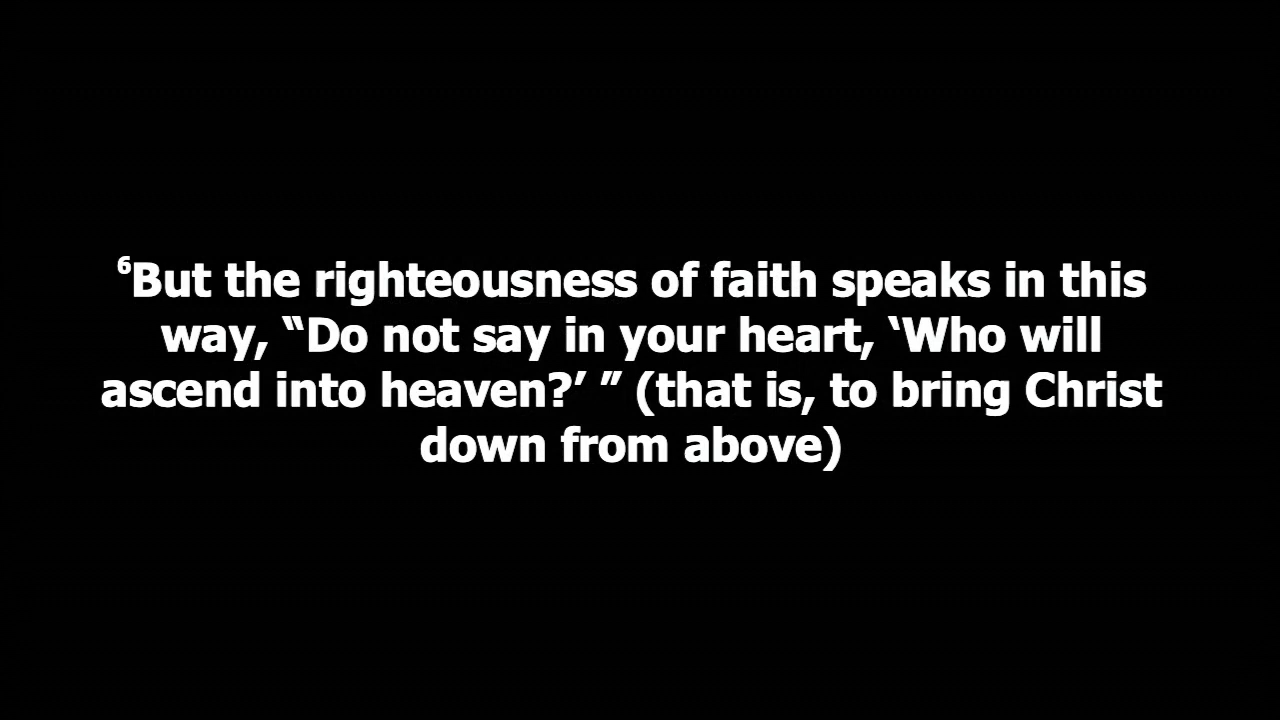 ⁶But the righteousness of faith speaks in this
way, “Do not say in your heart, ‘Who will
ascend into heaven?’ ” (that is, to bring Christ
down from above)